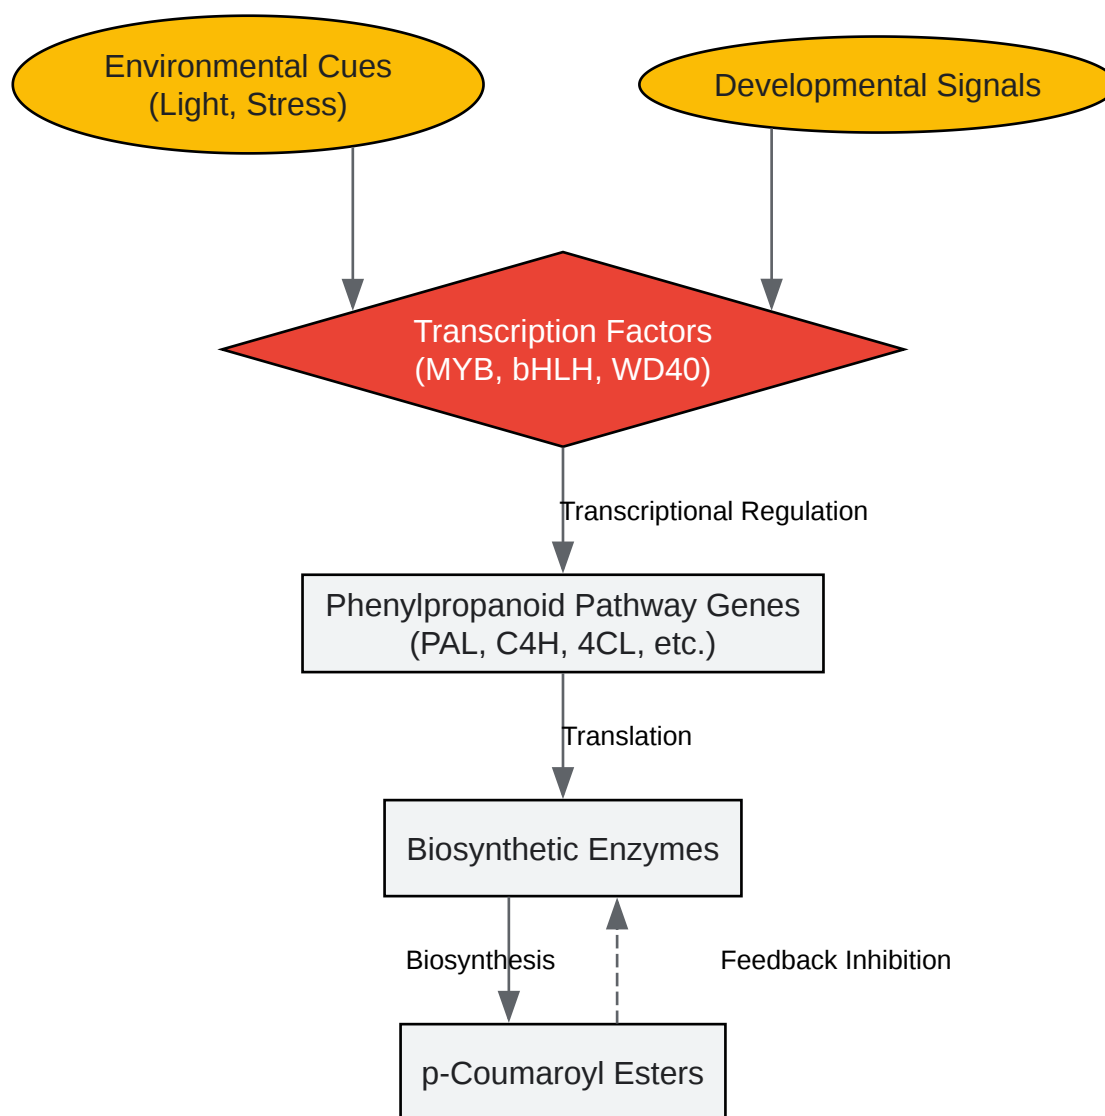 Environmental Cues
(Light, Stress)
Developmental Signals
Transcription Factors
(MYB, bHLH, WD40)
Transcriptional Regulation
Phenylpropanoid Pathway Genes
(PAL, C4H, 4CL, etc.)
Translation
Biosynthetic Enzymes
Biosynthesis
Feedback Inhibition
p-Coumaroyl Esters